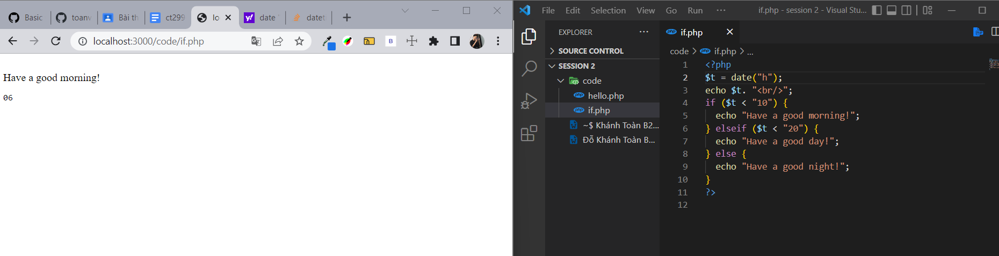 Basic
toanv
Bài th
ct299
lo
date
datet
localhost:3000/code/if.php
B
Have a good morning!
06
File Edit Selection View Go Run ··· if.php - session 2 - Visual Stu...
EXPLORER ···
SOURCE CONTROL
SESSION 2
code
php hello.php
php if.php
~$ Khánh Toàn B2...
Đỗ Khánh Toàn B...
php if.php
code > php if.php > ...
1 <?php
2 $t = date("h");
3 echo $t. "<br/>";
4 if ($t < "10") {
5 echo "Have a good morning!";
6 } elseif ($t < "20") {
7 echo "Have a good day!";
8 } else {
9 echo "Have a good night!";
10 }
11 ?>
12